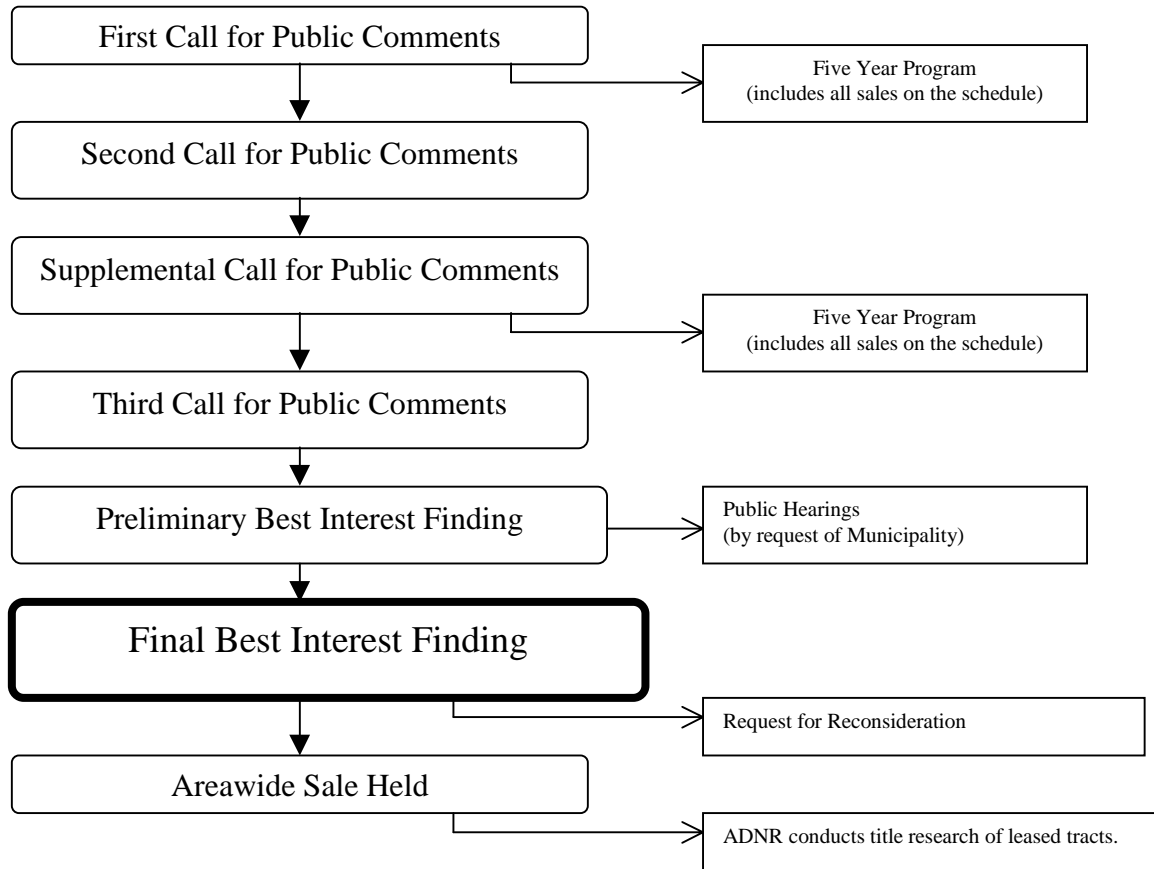 First Call for Public Comments
Five Year Program
(includes all sales on the schedule)
Second Call for Public Comments
Supplemental Call for Public Comments
Five Year Program
(includes all sales on the schedule)
Third Call for Public Comments
Preliminary Best Interest Finding
Public Hearings
(by request of Municipality)
Final Best Interest Finding
Request for Reconsideration
Areawide Sale Held
ADNR conducts title research of leased tracts.